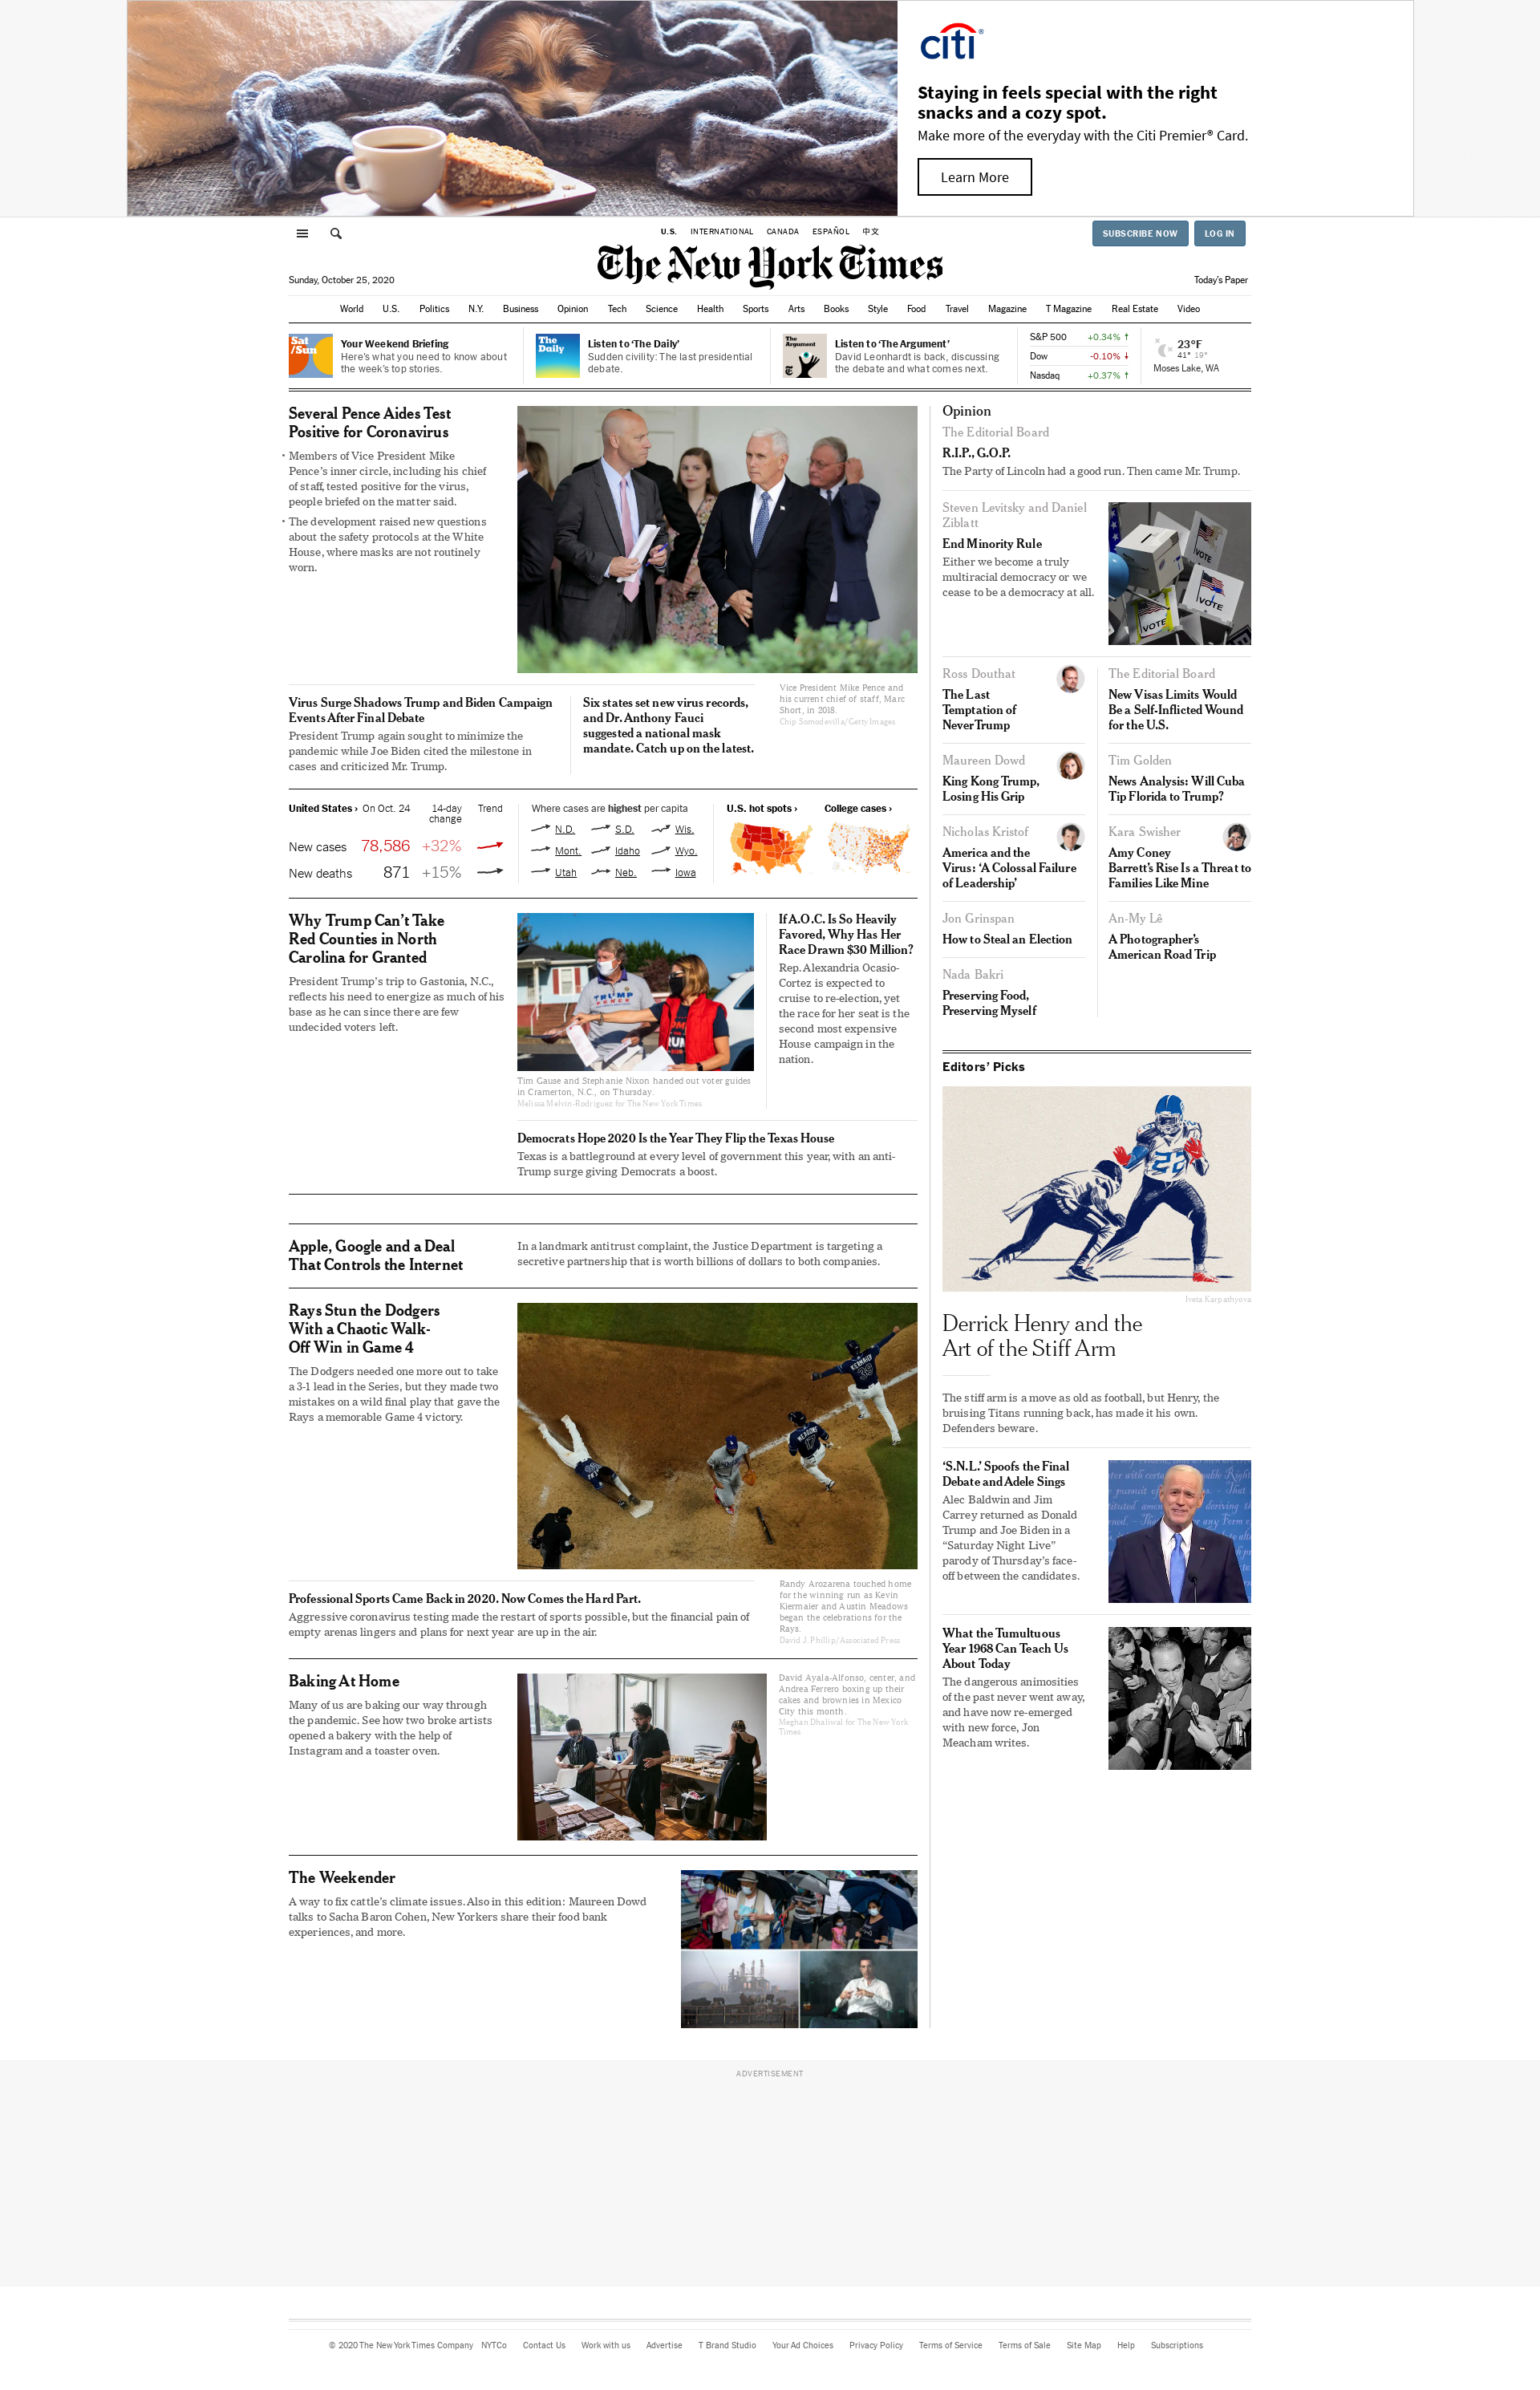 citi®
Staying in feels special with the right
snacks and a cozy spot.
Make more of the everyday with the Citi Premier® Card.
Learn More
U.S. INTERNATIONAL CANADA ESPAÑOL 中文
SUBSCRIBE NOW LOG IN
The New York Times
Sunday, October 25, 2020
Today's Paper
World U.S. Politics N.Y. Business Opinion Tech Science Health Sports Arts Books Style Food Travel Magazine T Magazine Real Estate Video
Sat
/Sun
Your Weekend Briefing
Here's what you need to know about
the week's top stories.
The
Daily
Listen to ‘The Daily’
Sudden civility: The last presidential
debate.
The
Argument
Listen to ‘The Argument’
David Leonhardt is back, discussing
the debate and what comes next.
S&P 500 +0.34%
Dow -0.10%
Nasdaq +0.37%
23°F
41° 19°
Moses Lake, WA
Several Pence Aides Test
Positive for Coronavirus
• Members of Vice President Mike
Pence’s inner circle, including his chief
of staff, tested positive for the virus,
people briefed on the matter said.
• The development raised new questions
about the safety protocols at the White
House, where masks are not routinely
worn.
Vice President Mike Pence and
his current chief of staff, Marc
Short, in 2018.
Chip Somodevilla/Getty Images
Virus Surge Shadows Trump and Biden Campaign
Events After Final Debate
President Trump again sought to minimize the
pandemic while Joe Biden cited the milestone in
cases and criticized Mr. Trump.
Six states set new virus records,
and Dr. Anthony Fauci
suggested a national mask
mandate. Catch up on the latest.
United States › On Oct. 24 14-day
change Trend
New cases 78,586 +32%
New deaths 871 +15%
Where cases are highest per capita
N.D. S.D. Wis.
Mont. Idaho Wyo.
Utah Neb. Iowa
U.S. hot spots › College cases ›
Why Trump Can’t Take
Red Counties in North
Carolina for Granted
President Trump’s trip to Gastonia, N.C.,
reflects his need to energize as much of his
base as he can since there are few
undecided voters left.
Tim Gause and Stephanie Nixon handed out voter guides
in Cramerton, N.C., on Thursday.
Melissa Melvin-Rodriguez for The New York Times
If A.O.C. Is So Heavily
Favored, Why Has Her
Race Drawn $30 Million?
Rep. Alexandria Ocasio-
Cortez is expected to
cruise to re-election, yet
the race for her seat is the
second most expensive
House campaign in the
nation.
Democrats Hope 2020 Is the Year They Flip the Texas House
Texas is a battleground at every level of government this year, with an anti-
Trump surge giving Democrats a boost.
Apple, Google and a Deal
That Controls the Internet
In a landmark antitrust complaint, the Justice Department is targeting a
secretive partnership that is worth billions of dollars to both companies.
Rays Stun the Dodgers
With a Chaotic Walk-
Off Win in Game 4
The Dodgers needed one more out to take
a 3-1 lead in the Series, but they made two
mistakes on a wild final play that gave the
Rays a memorable Game 4 victory.
Randy Arozarena touched home
for the winning run as Kevin
Kiermaier and Austin Meadows
began the celebrations for the
Rays.
David J. Phillip/Associated Press
Professional Sports Came Back in 2020. Now Comes the Hard Part.
Aggressive coronavirus testing made the restart of sports possible, but the financial pain of
empty arenas lingers and plans for next year are up in the air.
Baking At Home
Many of us are baking our way through
the pandemic. See how two broke artists
opened a bakery with the help of
Instagram and a toaster oven.
David Ayala-Alfonso, center, and
Andrea Ferrero boxing up their
cakes and brownies in Mexico
City this month.
Meghan Dhaliwal for The New York
Times
The Weekender
A way to fix cattle’s climate issues. Also in this edition: Maureen Dowd
talks to Sacha Baron Cohen, New Yorkers share their food bank
experiences, and more.
Opinion
The Editorial Board
R.I.P., G.O.P.
The Party of Lincoln had a good run. Then came Mr. Trump.
Steven Levitsky and Daniel
Ziblatt
End Minority Rule
Either we become a truly
multiracial democracy or we
cease to be a democracy at all.
VOTE
VOTE
VOTE
Ross Douthat
The Last
Temptation of
NeverTrump
The Editorial Board
New Visas Limits Would
Be a Self-Inflicted Wound
for the U.S.
Maureen Dowd
King Kong Trump,
Losing His Grip
Tim Golden
News Analysis: Will Cuba
Tip Florida to Trump?
Nicholas Kristof
America and the
Virus: ‘A Colossal Failure
of Leadership’
Kara Swisher
Amy Coney
Barrett’s Rise Is a Threat to
Families Like Mine
Jon Grinspan
How to Steal an Election
An-My Lê
A Photographer’s
American Road Trip
Nada Bakri
Preserving Food,
Preserving Myself
Editors’ Picks
22
Iveta Karpathyova
Derrick Henry and the
Art of the Stiff Arm
The stiff arm is a move as old as football, but Henry, the
bruising Titans running back, has made it his own.
Defenders beware.
‘S.N.L.’ Spoofs the Final
Debate and Adele Sings
Alec Baldwin and Jim
Carrey returned as Donald
Trump and Joe Biden in a
“Saturday Night Live”
parody of Thursday’s face-
off between the candidates.
What the Tumultuous
Year 1968 Can Teach Us
About Today
The dangerous animosities
of the past never went away,
and have now re-emerged
with new force, Jon
Meacham writes.
ADVERTISEMENT
© 2020 The New York Times Company NYTCo Contact Us Work with us Advertise T Brand Studio Your Ad Choices Privacy Policy Terms of Service Terms of Sale Site Map Help Subscriptions